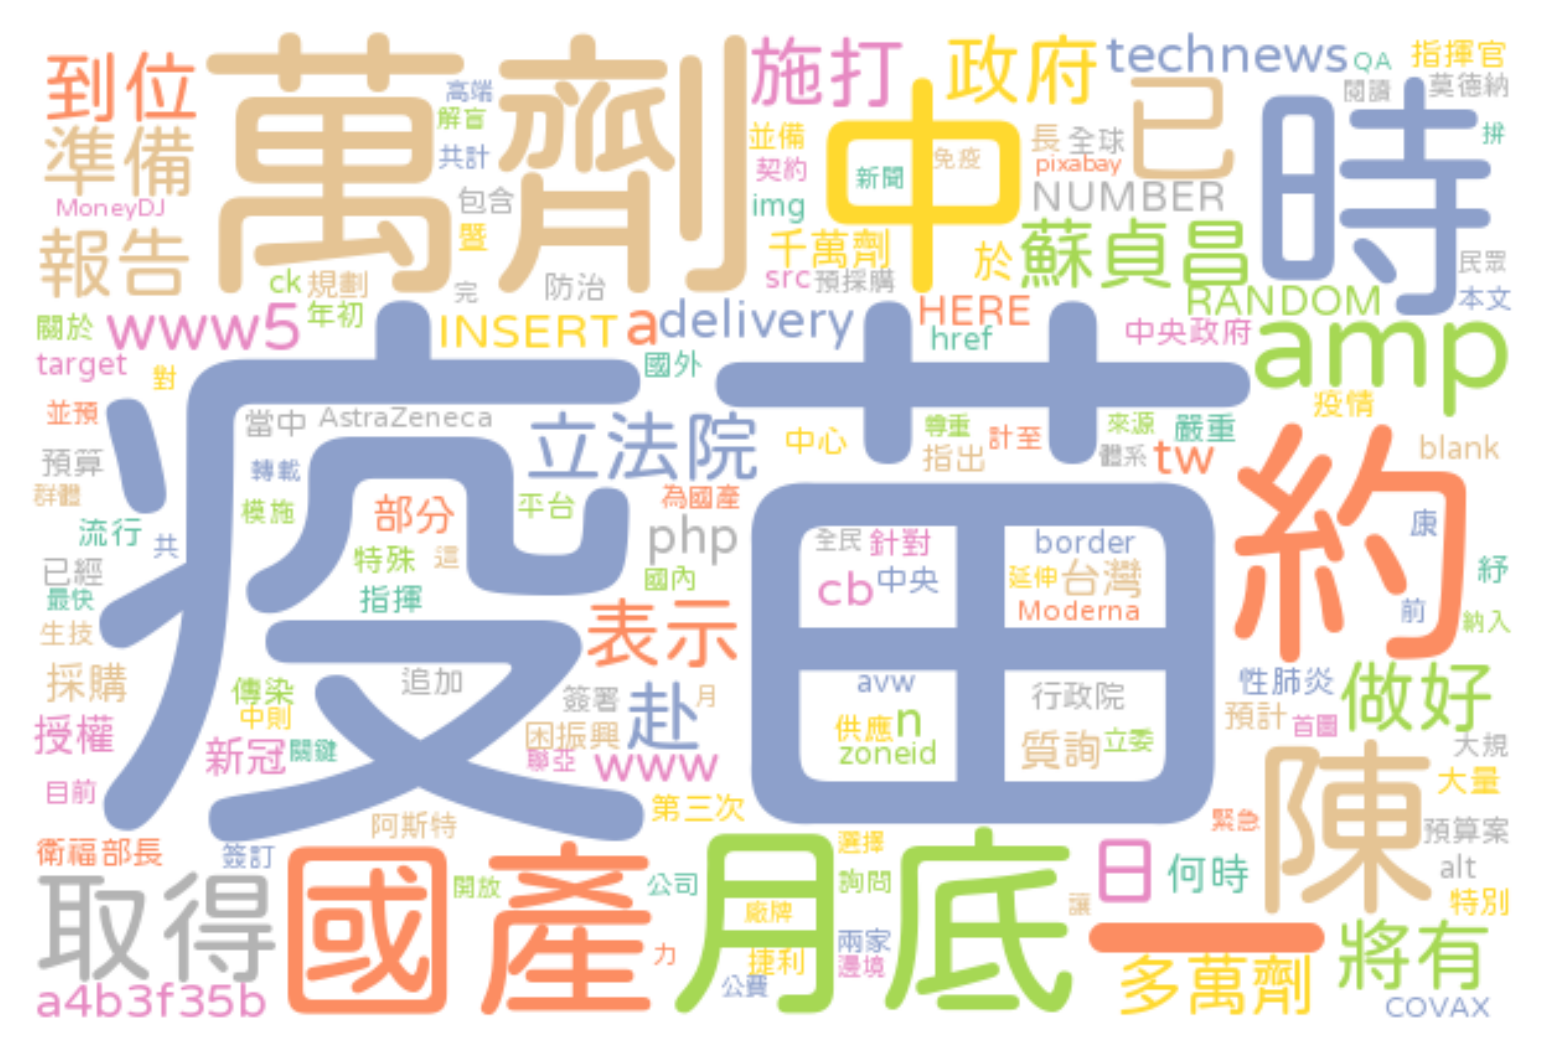 到位
萬劑
高端
施打
政府
technews
QA
指揮官
解盲
共計
準備
並備
中
長
全球
已
時
閱讀
莫德納
拚
契約
新聞
免疫
pixabay
MoneyDJ
包含
img
NUMBER
報告
暨
千萬劑
於
蘇貞昌
民眾
ck
規劃
完
防治
src
預採購
RANDOM
本文
關於
www5
年初
INSERT
a
delivery
HERE
href
中央政府
amp
target
對
國外
疫苗
並預
當中
AstraZeneca
立法院
中心
尊重
計至
來源
嚴重
疫情
預算
轉載
指出
體系
tw
約
blank
群體
模施
部分
平台
為國產
流行
共
php
全民
針對
border
康
已經
特殊
這
國內
cb
中央
延伸
台灣
紓
最快
指揮
Moderna
前
生技
表示
納入
採購
傳染
追加
簽署
赴
月
avw
行政院
性肺炎
做好
授權
中則
困振興
供應
n
質詢
立委
預計
首圖
新冠
關鍵
聯亞
www
zoneid
大規
目前
第三次
陳
大量
衛福部長
簽訂
阿斯特
選擇
緊急
預算案
取得
國產
開放
公司
月底
詢問
日
何時
alt
廠牌
讓
特別
力
捷利
兩家
邊境
一
將有
a4b3f35b
公費
多萬劑
COVAX